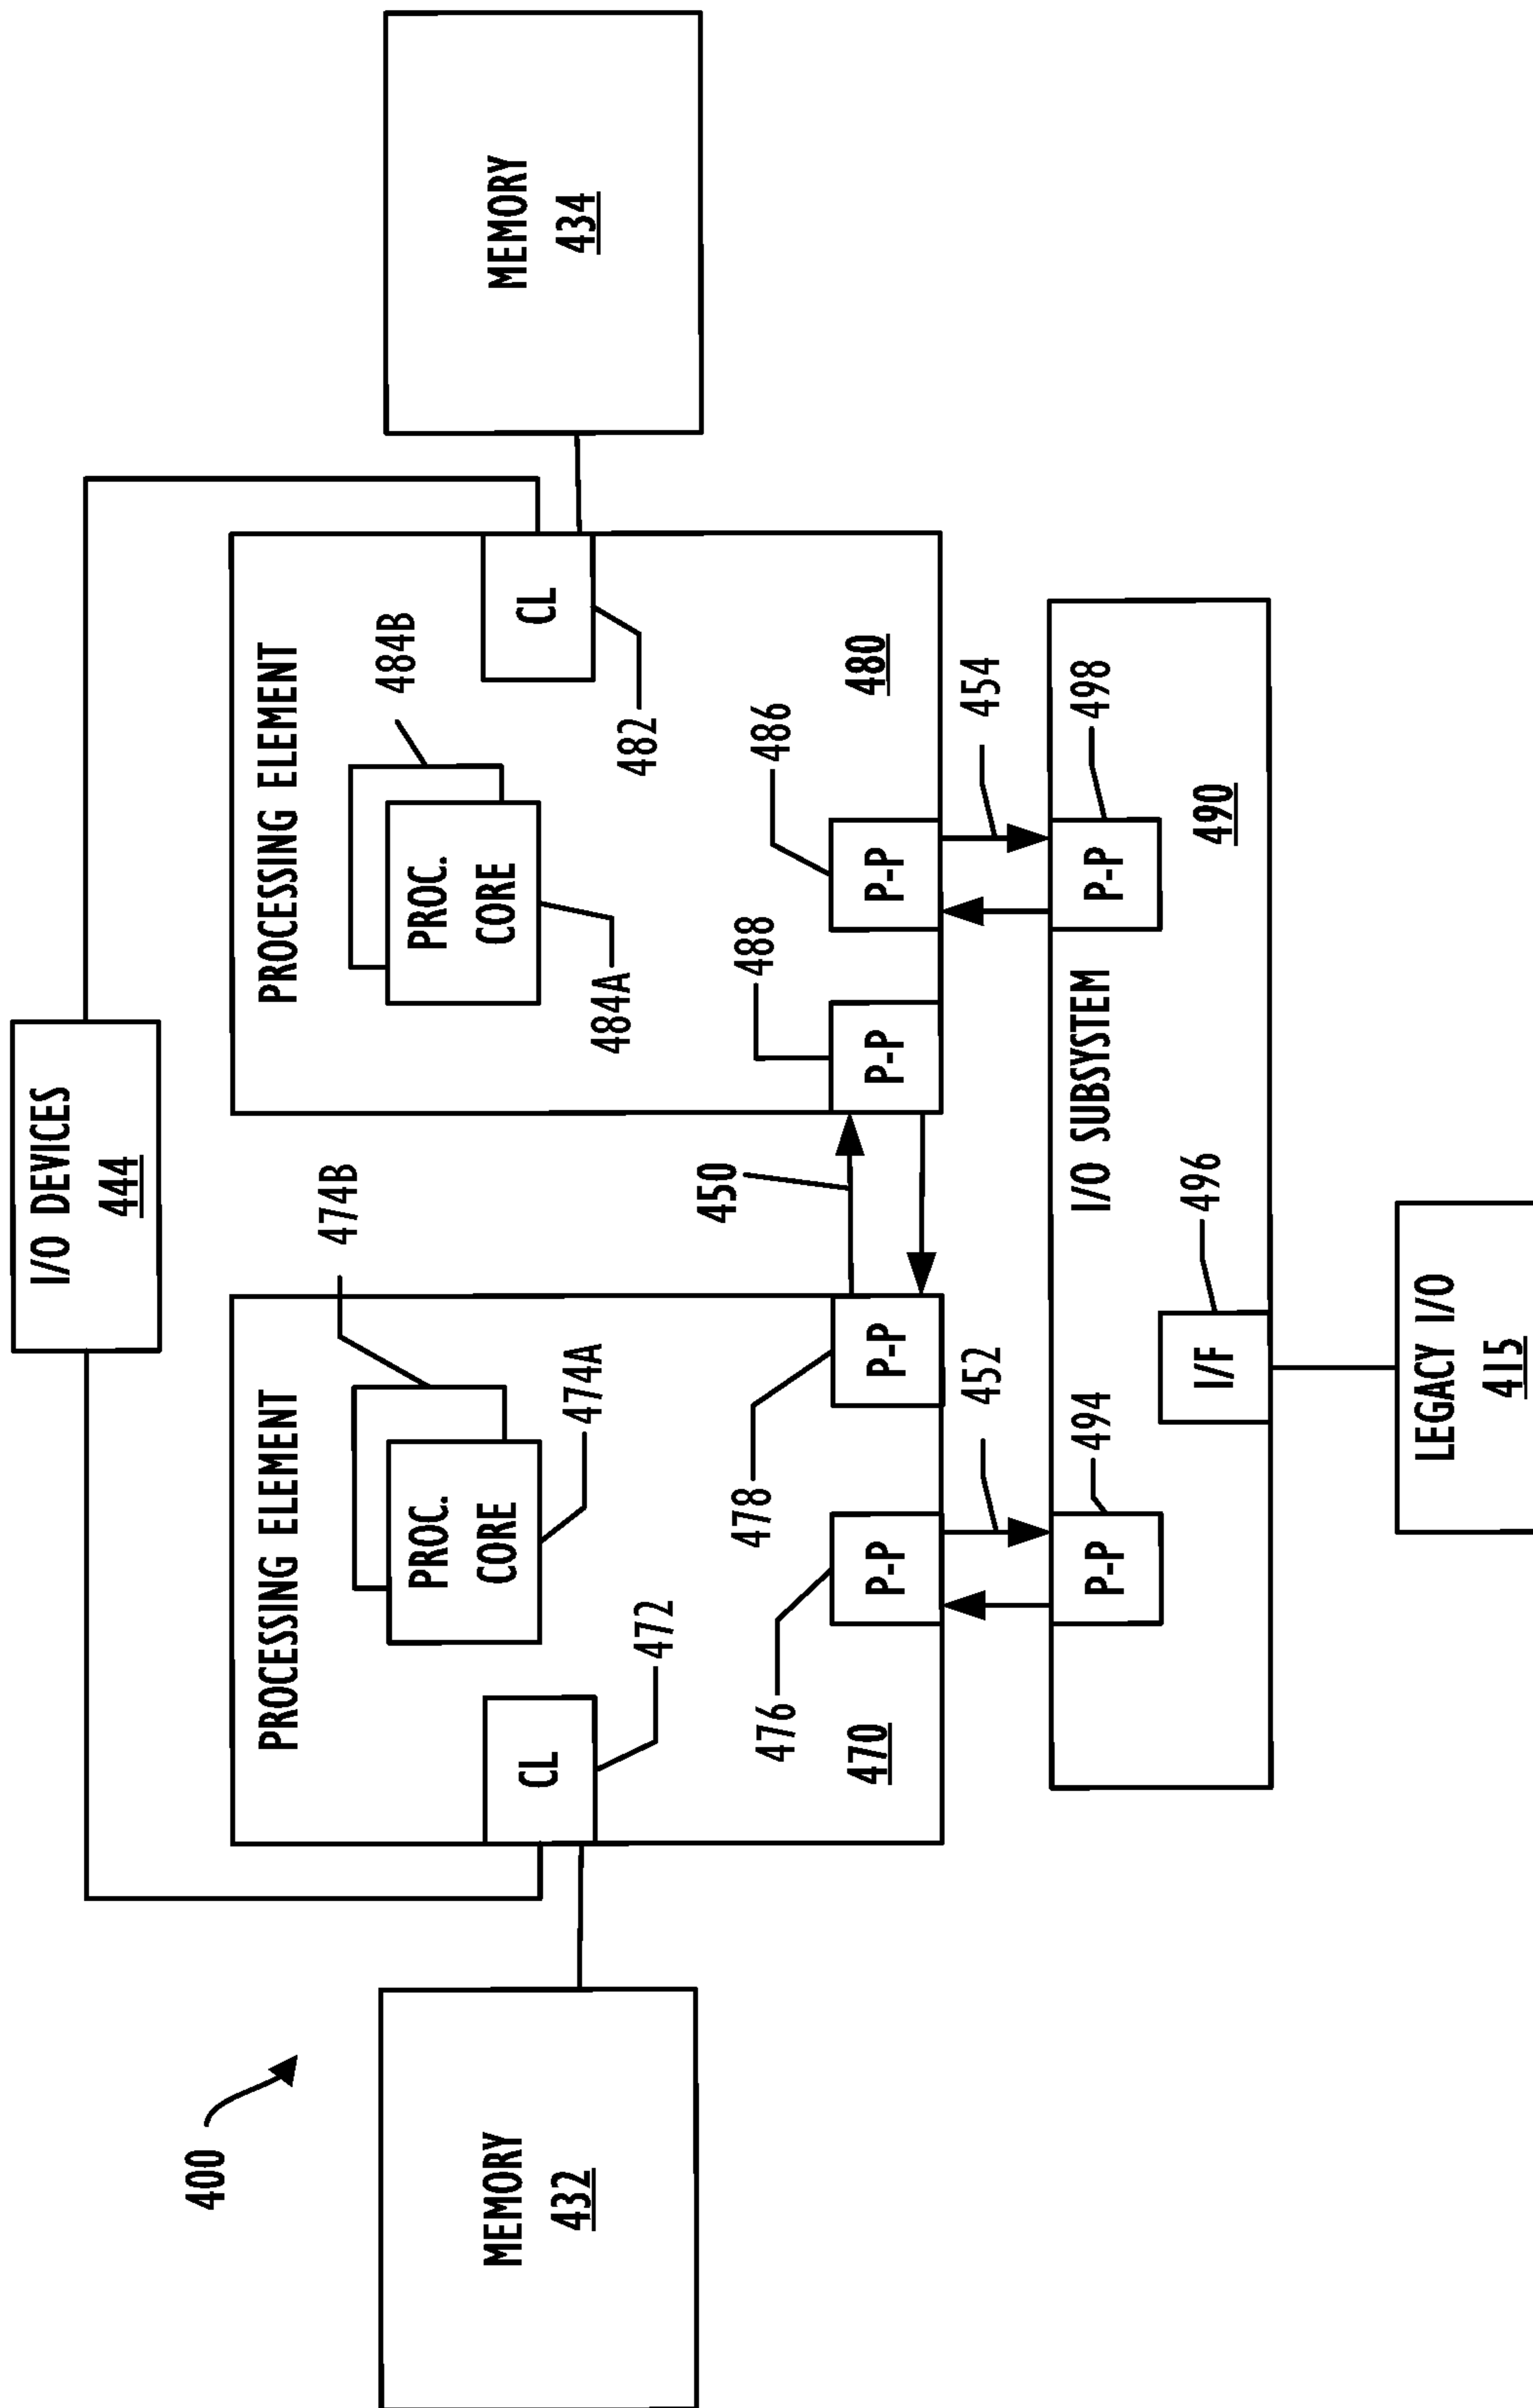 400
I/O DEVICES
444
MEMORY
432
PROCESSING ELEMENT
474B
PROC.
CORE
474A
CL
472
478
P-P
476
P-P
470
450
PROCESSING ELEMENT
484B
PROC.
CORE
484A
CL
482
488
P-P
486
P-P
480
MEMORY
434
452
454
494
P-P
I/O SUBSYSTEM
498
P-P
496
I/F
490
LEGACY I/O
415